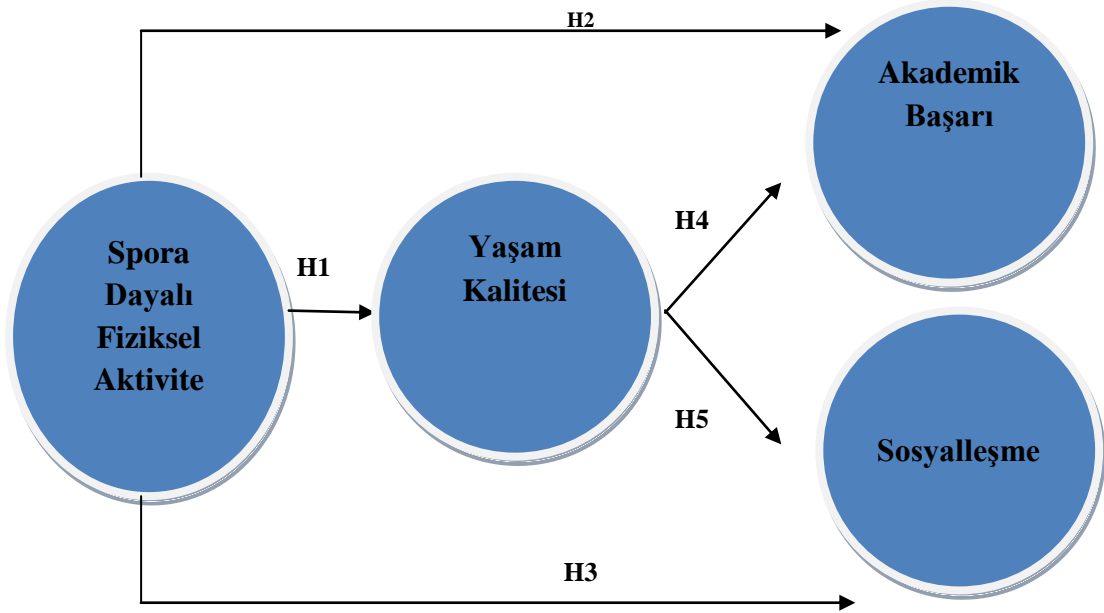 H2
Akademik
Başarı
Spora
Dayalı
Fiziksel
Aktivite
H1
Yaşam
Kalitesi
H4
H5
Sosyalleşme
H3